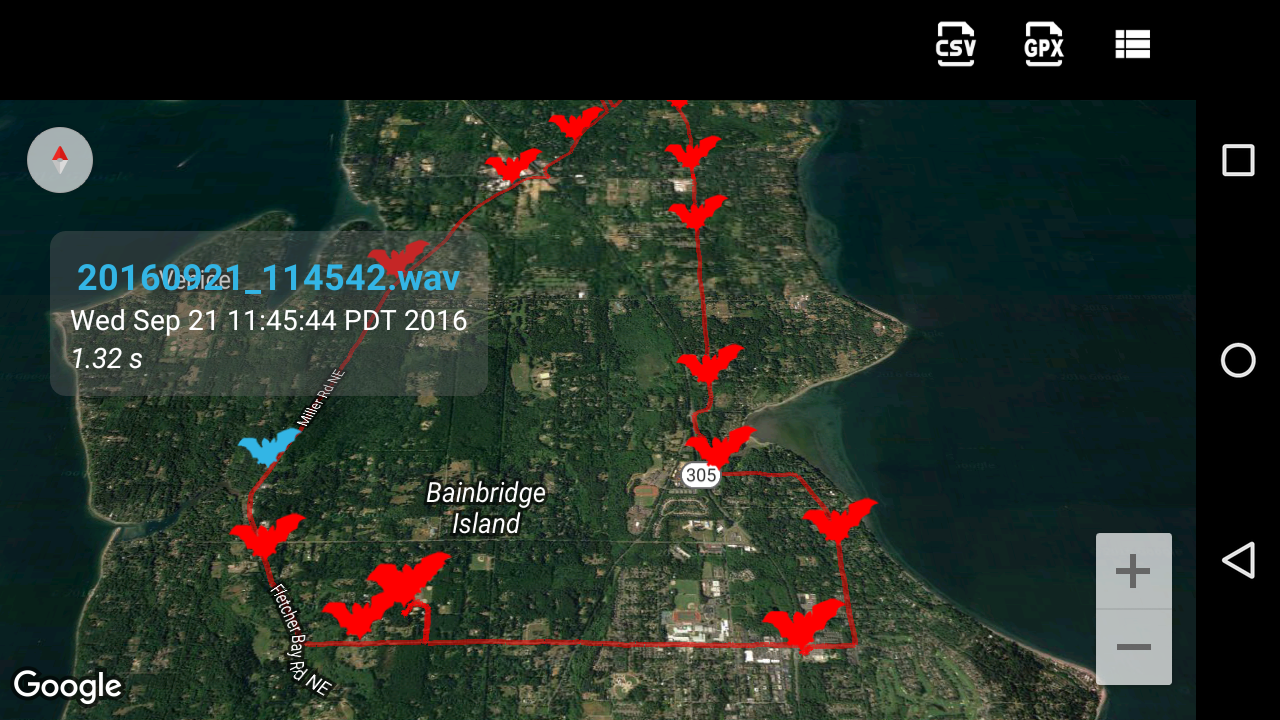 CSV GPX
Venice
20160921_114542.wav
Wed Sep 21 11:45:44 PDT 2016
1.32 s
Miller Rd NE
305
Bainbridge
Island
Fletcher Bay Rd NE
Google